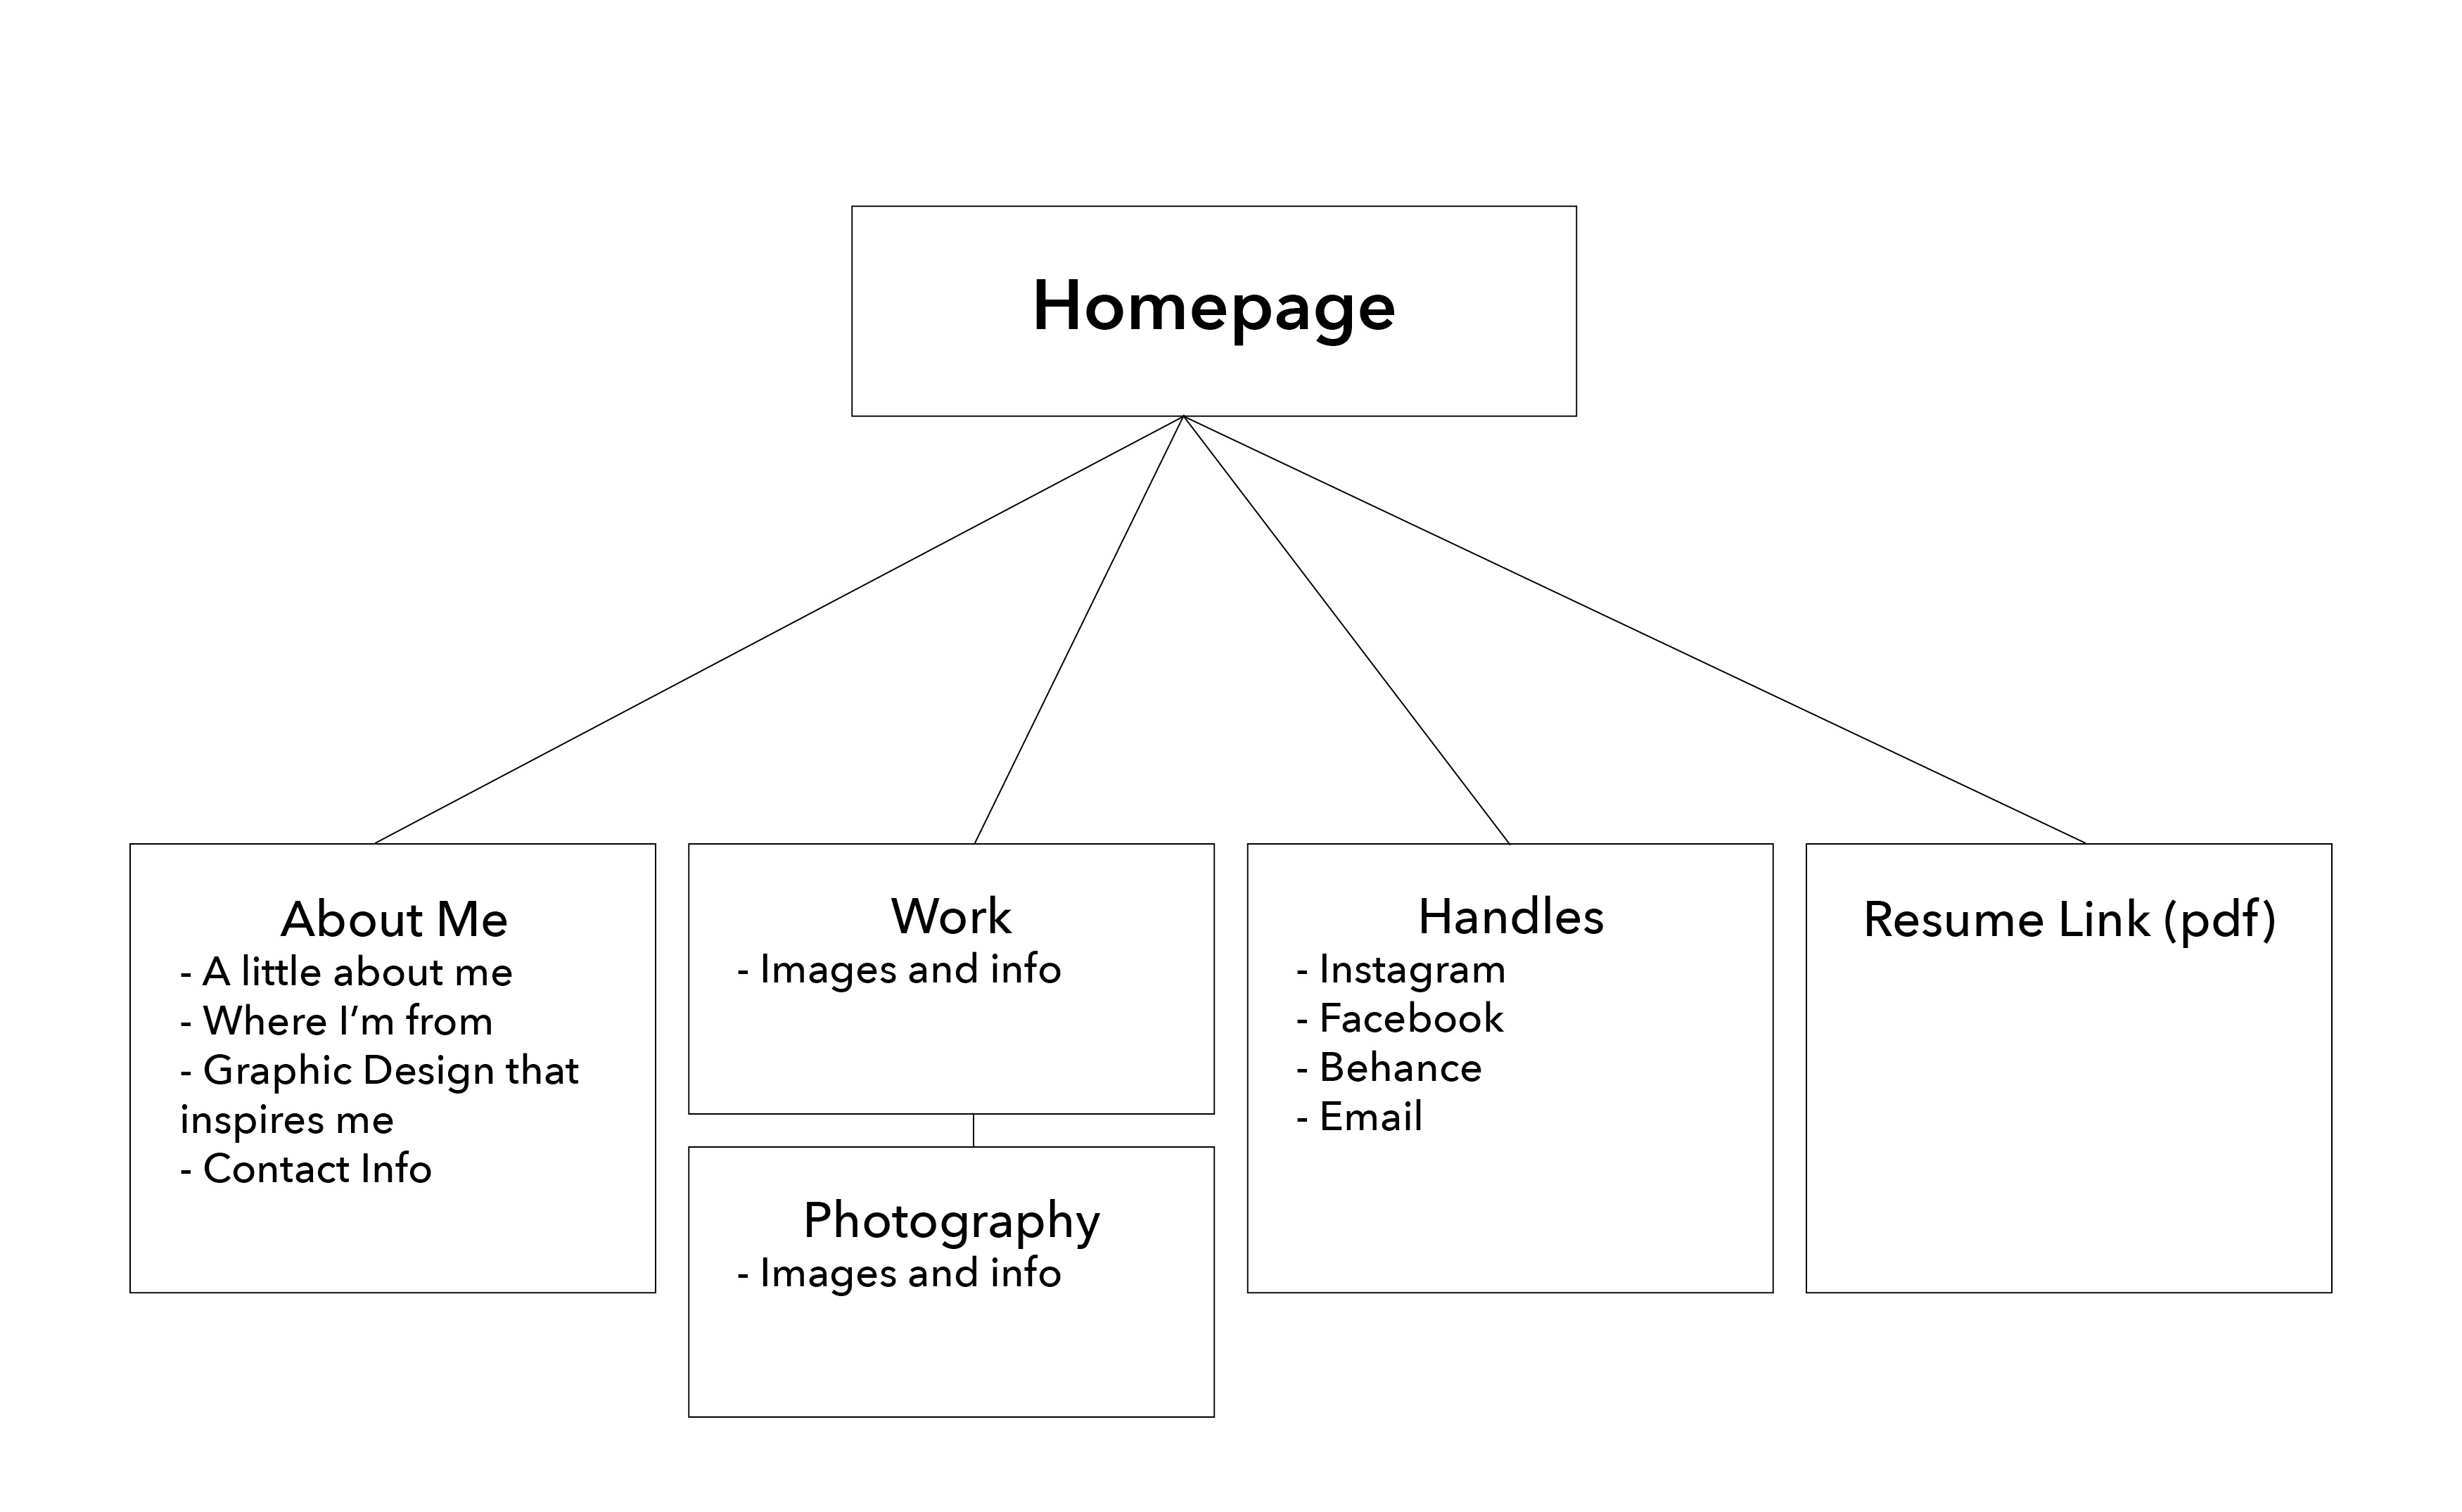 Homepage
About Me
- A little about me
- Where I’m from
- Graphic Design that
inspires me
- Contact Info
Work
- Images and info
Photography
- Images and info
Handles
- Instagram
- Facebook
- Behance
- Email
Resume Link (pdf)